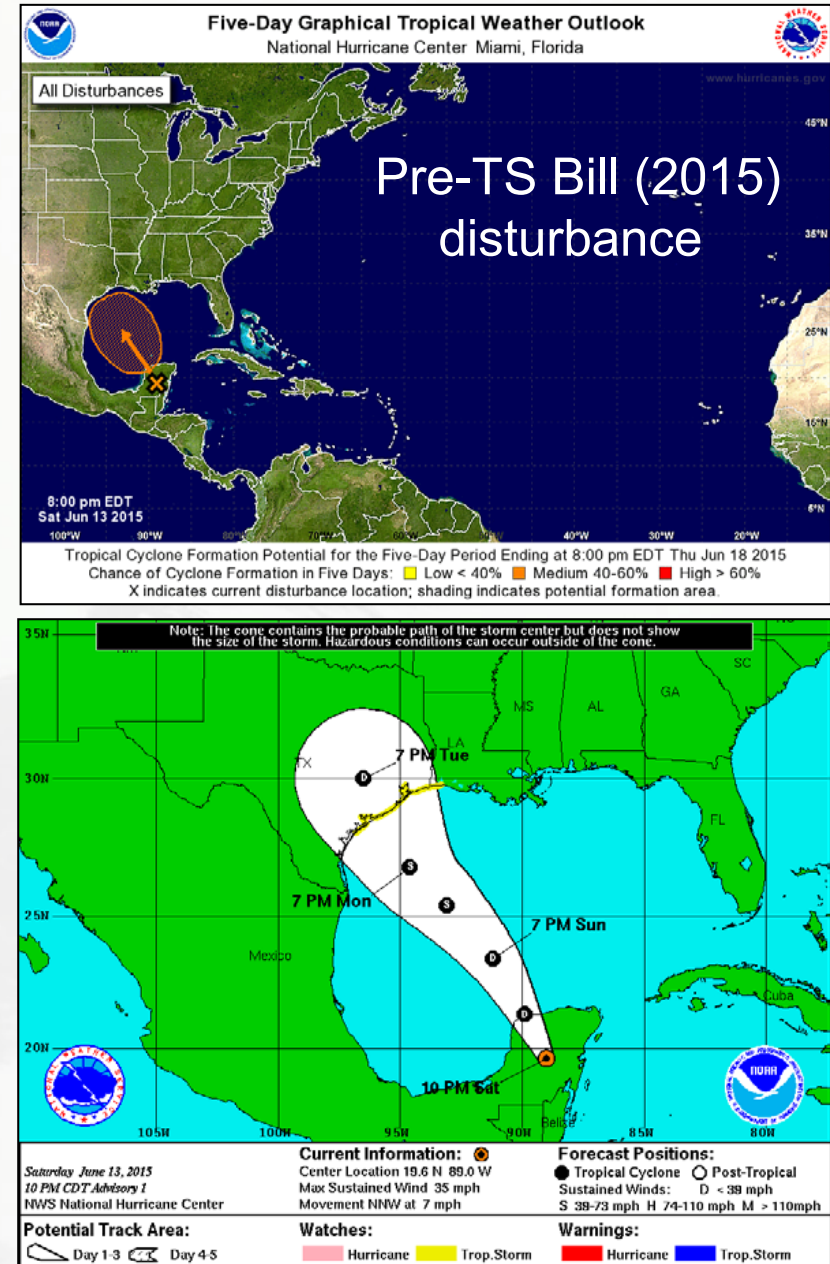 Five-Day Graphical Tropical Weather Outlook
National Hurricane Center Miami, Florida
NOAA
All Disturbances
www.hurricanes.gov
45°N
Pre-TS Bill (2015)
disturbance
35°N
25°N
15°N
5°N
8:00 pm EDT
Sat Jun 13 2015
100°W 90°W 80° 70°W 40°W 30°W 20°W
Tropical Cyclone Formation Potential for the Five-Day Period Ending at 8:00 pm EDT Thu Jun 18 2015
Chance of Cyclone Formation in Five Days: Low < 40% Medium 40-60% High > 60%
X indicates current disturbance location; shading indicates potential formation area.
Note: The cone contains the probable path of the storm center but does not show
the size of the storm. Hazardous conditions can occur outside of the cone.
35N
SC
MS AL GA
LA
7 PM Tue
TX
D
30N
FL
S
7 PM Mon
S
25N
7 PM Sun
Mexico
D
Cuba
D
20N
10 PM Sat
NATIONAL WEATHER SERVICE
NOAA
Belize
105W 100W 95W 90W 85W 80W
Saturday June 13, 2015
10 PM CDT Advisory 1
NWS National Hurricane Center
Current Information:
Center Location 19.6 N 89.0 W
Max Sustained Wind 35 mph
Movement NNW at 7 mph
Forecast Positions:
Tropical Cyclone Post-Tropical
Sustained Winds: D < 39 mph
S 39-73 mph H 74-110 mph M > 110mph
Potential Track Area:
Day 1-3 Day 4-5
Watches:
Hurricane Trop.Storm
Warnings:
Hurricane Trop.Storm